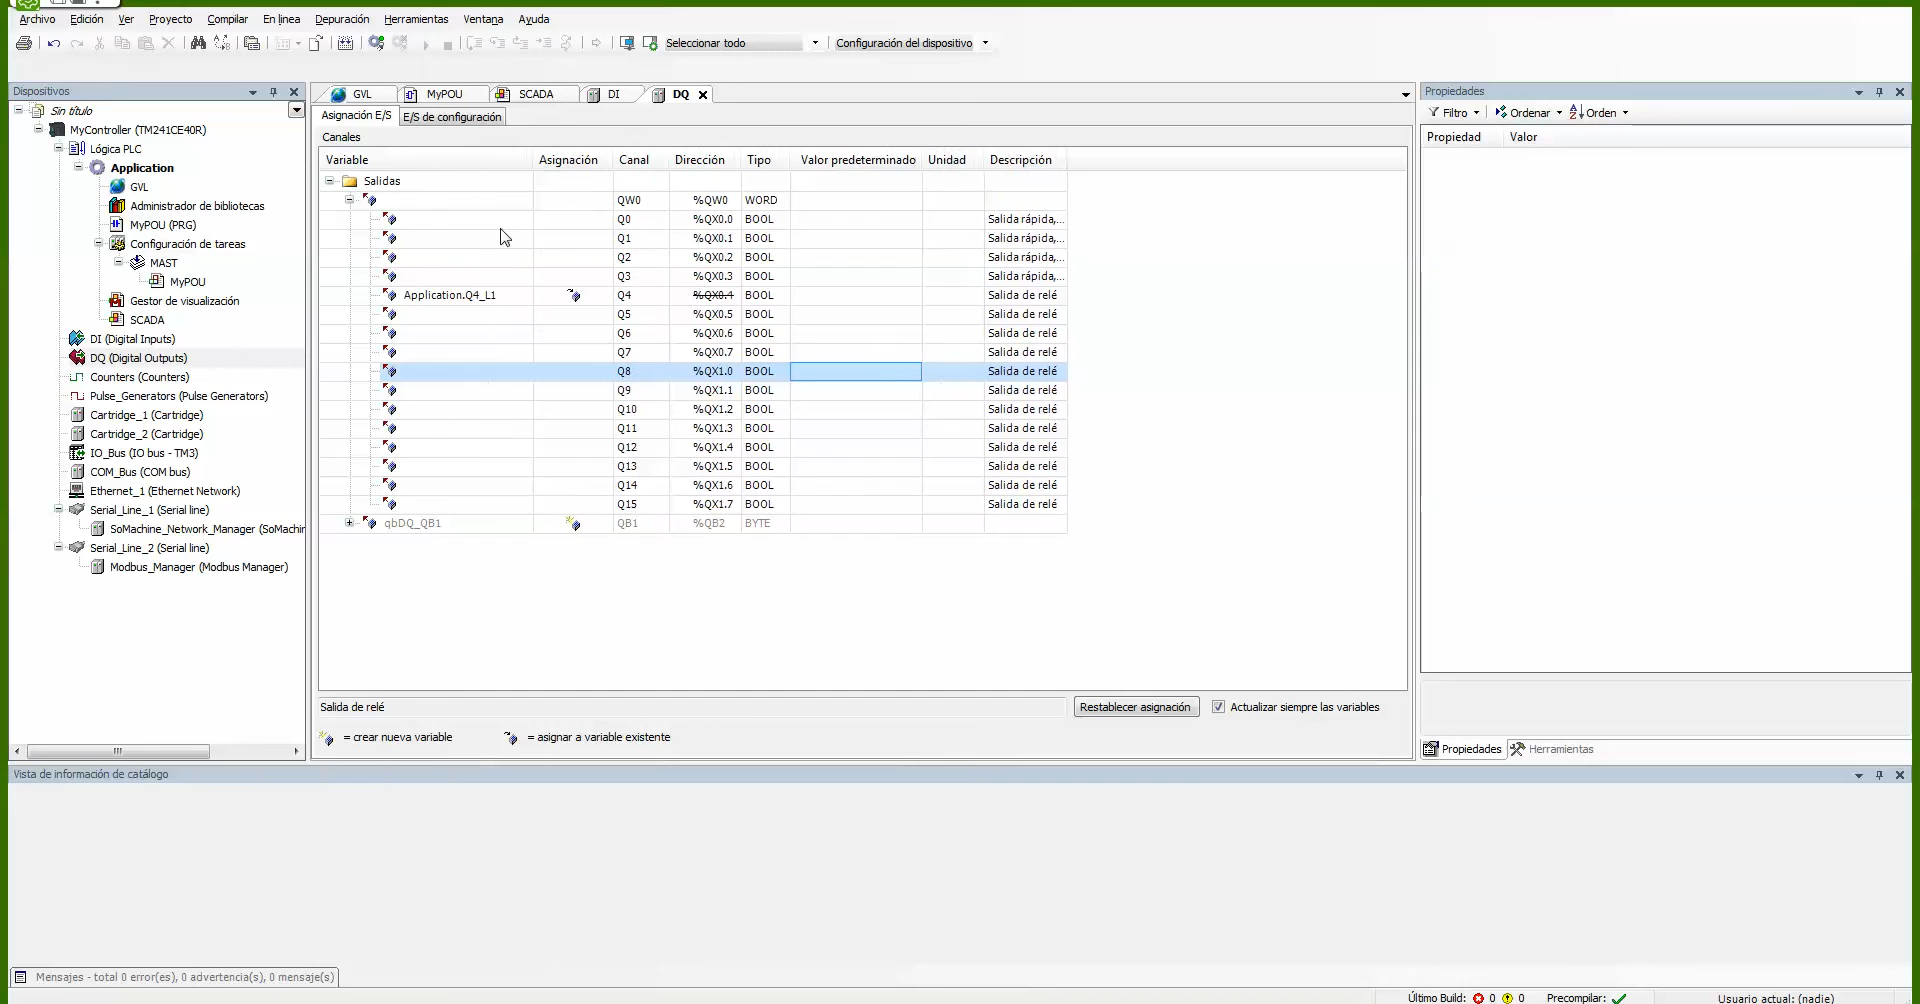 Archivo Edición Ver Proyecto Compilar En línea Depuración Herramientas Ventana Ayuda
Seleccionar todo Configuración del dispositivo
Dispositivos
Sin título
MyController (TM241CE40R)
Lógica PLC
Application
GVL
Administrador de bibliotecas
MyPOU (PRG)
Configuración de tareas
MAST
MyPOU
Gestor de visualización
SCADA
DI (Digital Inputs)
DQ (Digital Outputs)
Counters (Counters)
Pulse_Generators (Pulse Generators)
Cartridge_1 (Cartridge)
Cartridge_2 (Cartridge)
IO_Bus (IO bus - TM3)
COM_Bus (COM bus)
Ethernet_1 (Ethernet Network)
Serial_Line_1 (Serial line)
SoMachine_Network_Manager (SoMachin
Serial_Line_2 (Serial line)
Modbus_Manager (Modbus Manager)
GVL MyPOU SCADA DI DQ
Asignación E/S E/S de configuración
Canales
Variable Asignación Canal Dirección Tipo Valor predeterminado Unidad Descripción
Salidas
QW0 %QW0 WORD
Q0 %QX0.0 BOOL Salida rápida,...
Q1 %QX0.1 BOOL Salida rápida,...
Q2 %QX0.2 BOOL Salida rápida,...
Q3 %QX0.3 BOOL Salida rápida,...
Application.Q4_L1 Q4 %QX0.4 BOOL Salida de relé
Q5 %QX0.5 BOOL Salida de relé
Q6 %QX0.6 BOOL Salida de relé
Q7 %QX0.7 BOOL Salida de relé
Q8 %QX1.0 BOOL Salida de relé
Q9 %QX1.1 BOOL Salida de relé
Q10 %QX1.2 BOOL Salida de relé
Q11 %QX1.3 BOOL Salida de relé
Q12 %QX1.4 BOOL Salida de relé
Q13 %QX1.5 BOOL Salida de relé
Q14 %QX1.6 BOOL Salida de relé
Q15 %QX1.7 BOOL Salida de relé
qbDQ_QB1 QB1 %QB2 BYTE
Salida de relé Restablecer asignación Actualizar siempre las variables
= crear nueva variable = asignar a variable existente
Propiedades
Filtro Ordenar Orden
Propiedad Valor
Propiedades Herramientas
Vista de información de catálogo
Mensajes - total 0 error(es), 0 advertencia(s), 0 mensaje(s)
Último Build: 0 0 Precompilar: Usuario actual: (nadie)